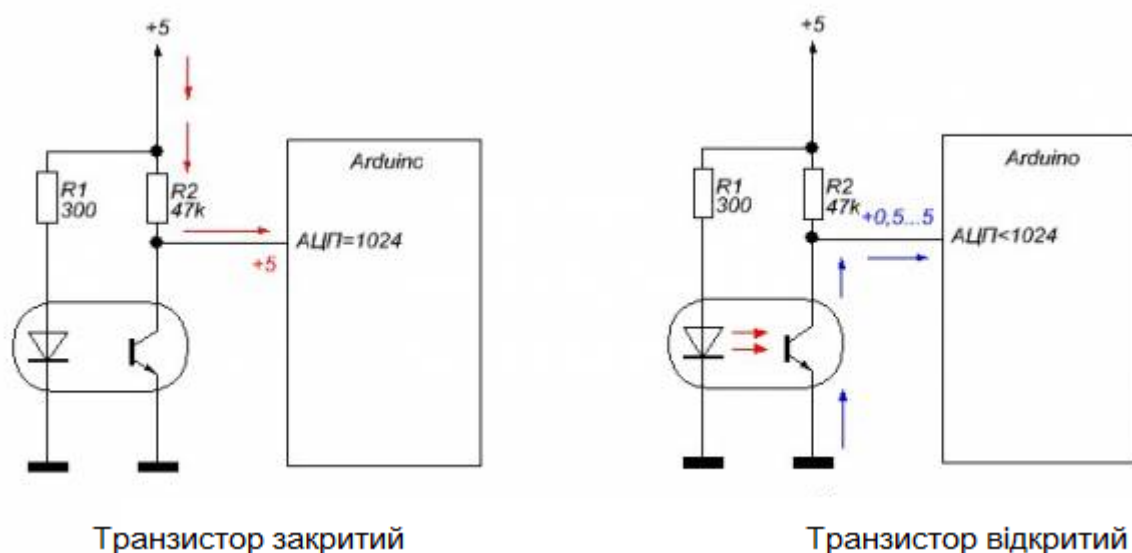 +5
R1
300
R2
47k
Arduinc
АЦП=1024
+5
Транзистор закритий
+5
R1
300
R2
47k
+0,5...5
Arduino
АЦП<1024
Транзистор відкритий